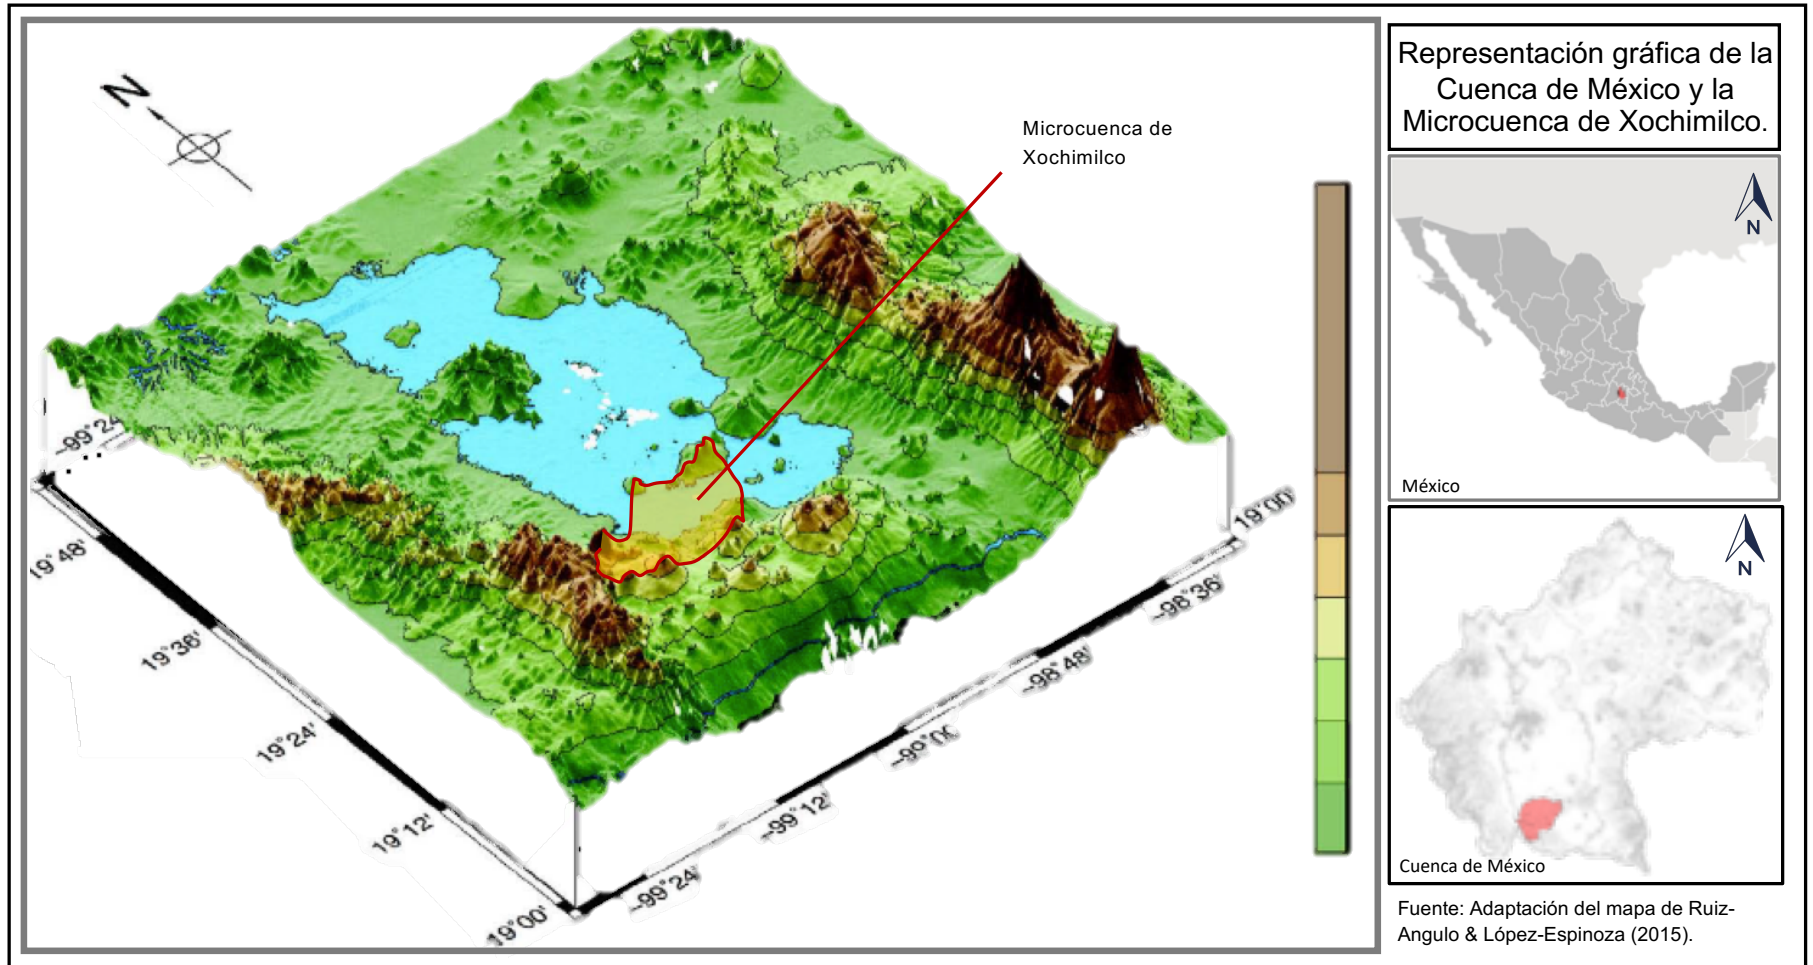 Representación gráfica de la
Cuenca de México y la
Microcuenca de Xochimilco.
N
Microcuenca de
Xochimilco
-99°24'
19°48'
19°36'
19°24'
19°12'
19°00'
-99°24'
-99°12'
-98°48'
-98°36'
19°00'
N
México
N
Cuenca de México
Fuente: Adaptación del mapa de Ruiz-
Angulo & López-Espinoza (2015).